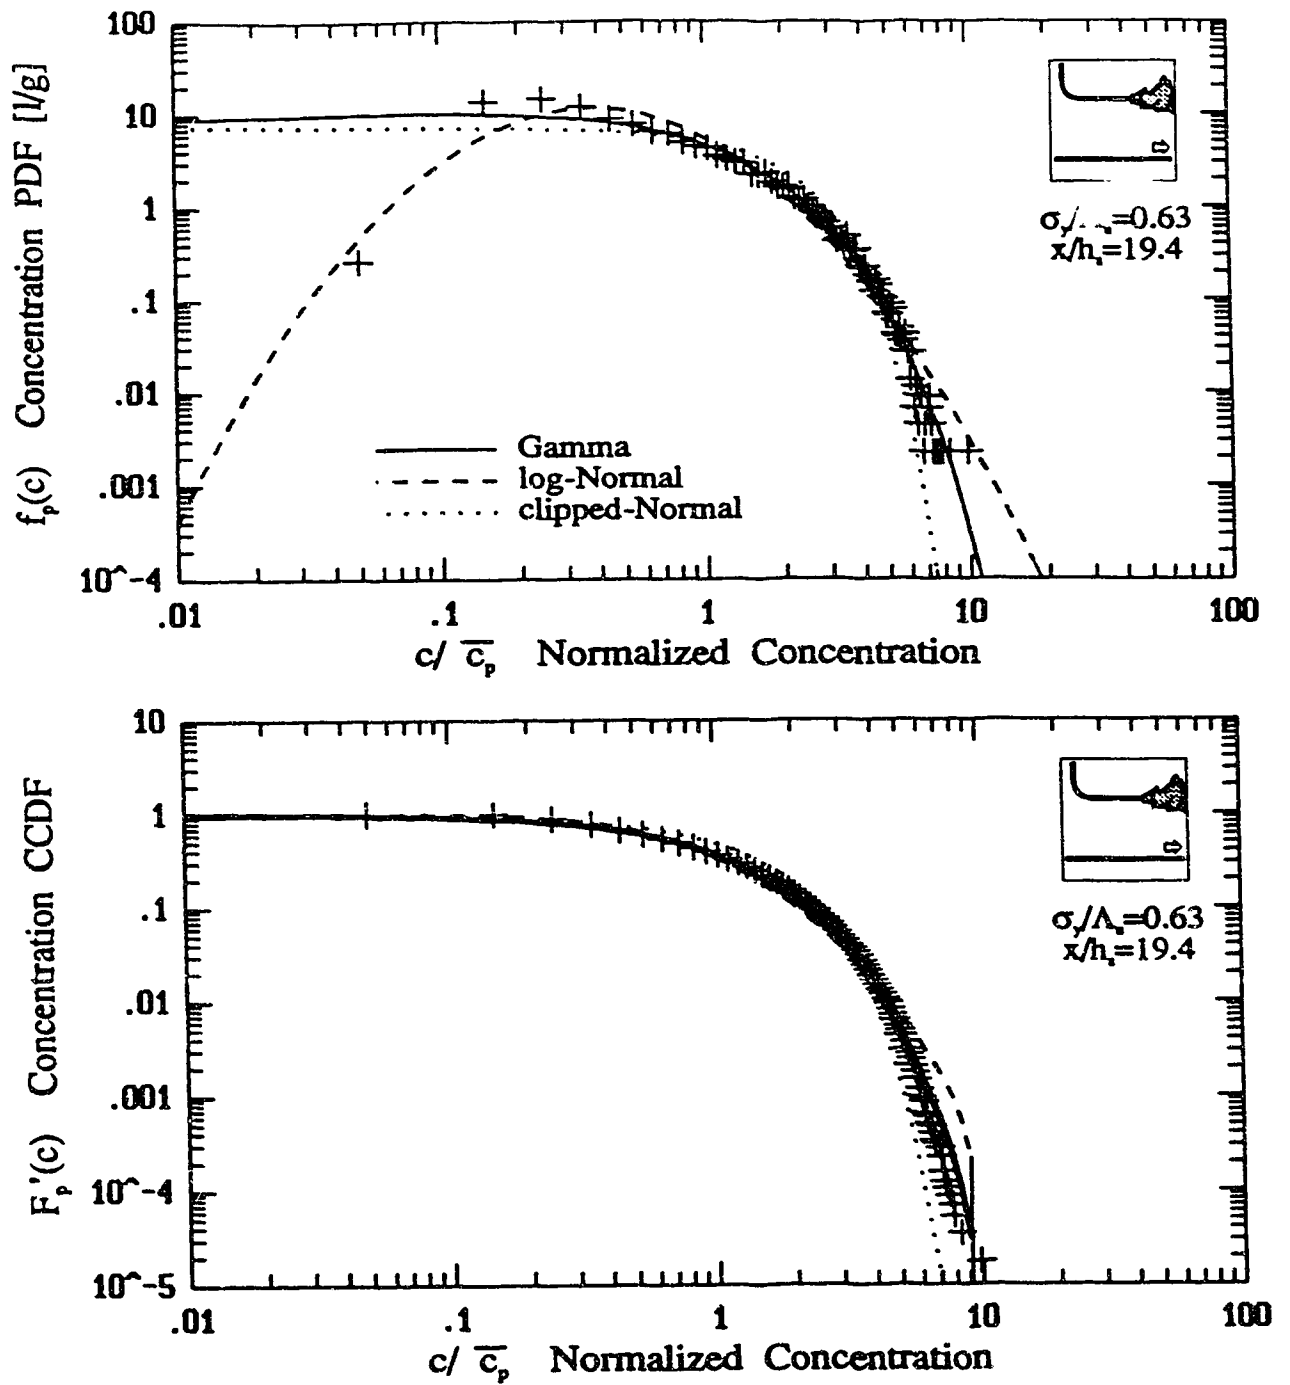 100
10
1
.1
.01
.001
10^-4
f_p(c) Concentration PDF [l/g]
σ_y/ =0.63
x/h_s=19.4
Gamma
log-Normal
clipped-Normal
.01 .1 1 10 100
c/ c̅_p Normalized Concentration
10
1
.1
.01
.001
10^-4
10^-5
F_p'(c) Concentration CCDF
σ_y/Λ_s=0.63
x/h_s=19.4
.01 .1 1 10 100
c/ c̅_p Normalized Concentration